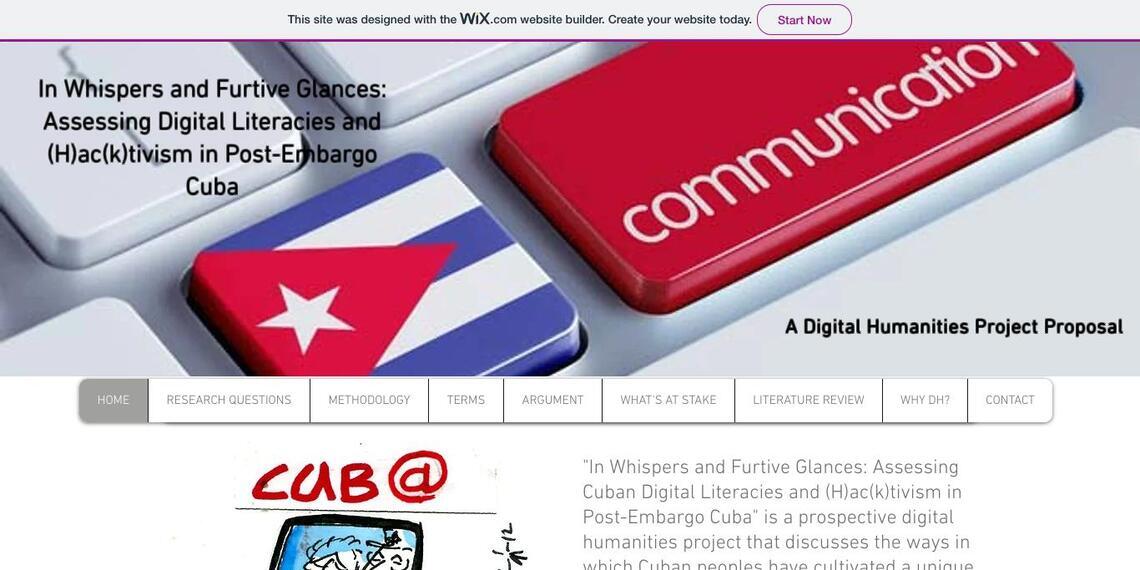 This site was designed with the WiX.com website builder. Create your website today. Start Now
In Whispers and Furtive Glances:
Assessing Digital Literacies and
(H)ac(k)tivism in Post-Embargo
Cuba
communication
A Digital Humanities Project Proposal
HOME RESEARCH QUESTIONS METHODOLOGY TERMS ARGUMENT WHAT'S AT STAKE LITERATURE REVIEW WHY DH? CONTACT
CUB@
"In Whispers and Furtive Glances: Assessing
Cuban Digital Literacies and (H)ac(k)tivism in
Post-Embargo Cuba" is a prospective digital
humanities project that discusses the ways in
which Cuban peoples have cultivated a unique